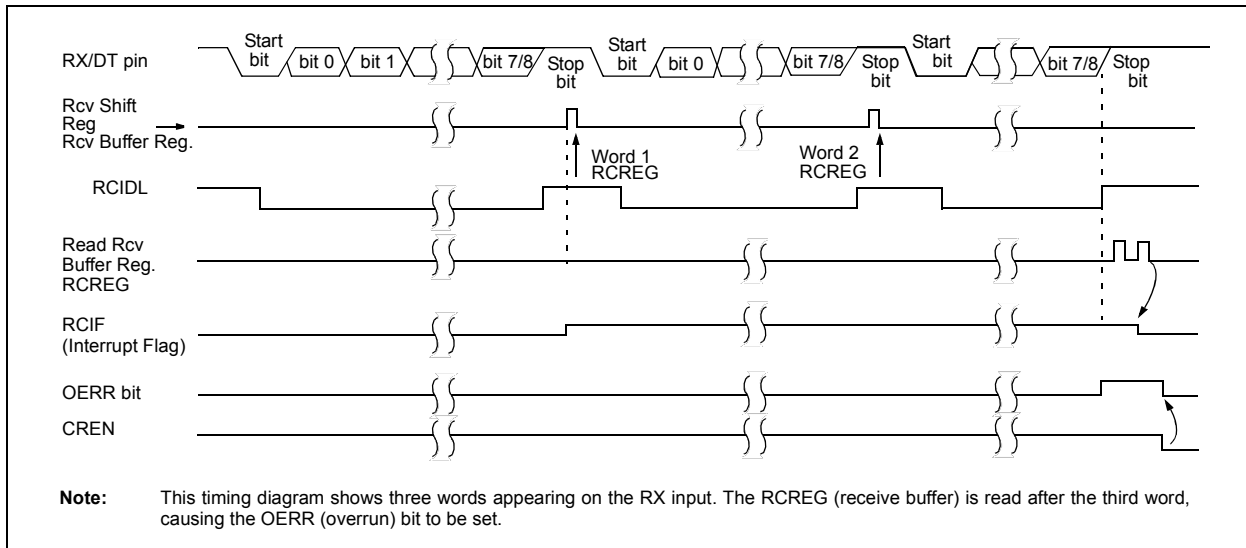 RX/DT pin
Start
bit
bit 0
bit 1
bit 7/8
Stop
bit
Start
bit
bit 0
bit 7/8
Stop
bit
Start
bit
bit 7/8
Stop
bit
Rcv Shift
Reg
Rcv Buffer Reg.
Word 1
RCREG
Word 2
RCREG
RCIDL
Read Rcv
Buffer Reg.
RCREG
RCIF
(Interrupt Flag)
OERR bit
CREN
Note: This timing diagram shows three words appearing on the RX input. The RCREG (receive buffer) is read after the third word,
causing the OERR (overrun) bit to be set.